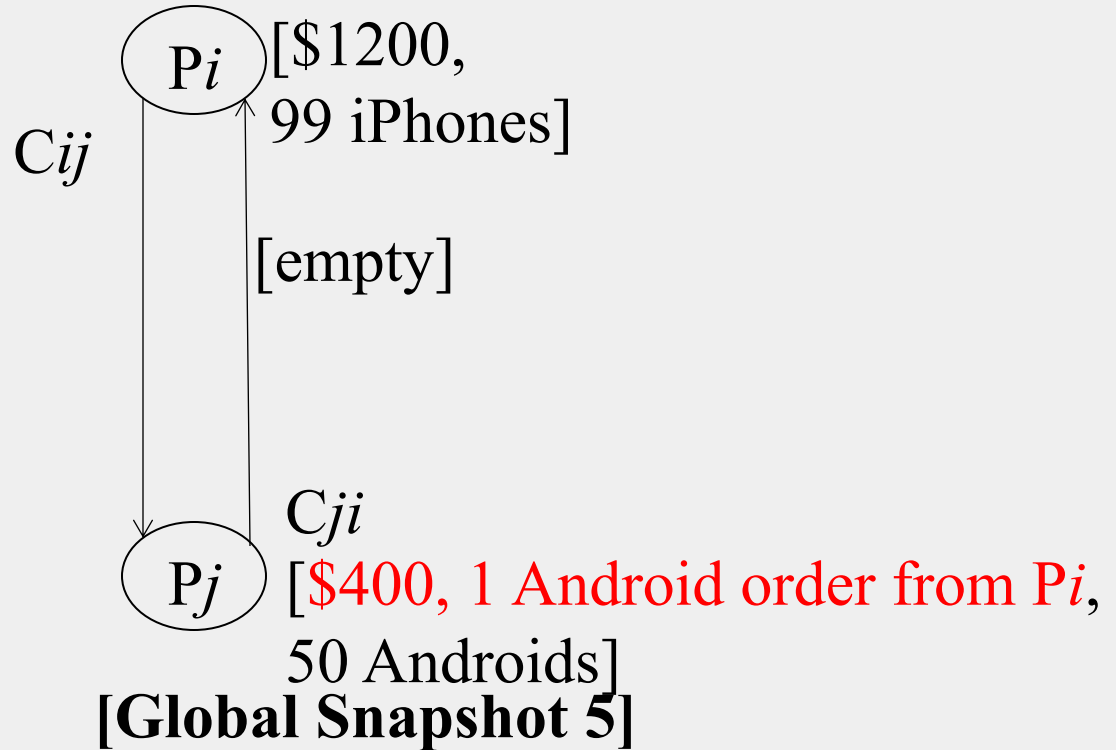 Pi
[$1200,
99 iPhones]
Cij
[empty]
Cji
Pj
[$400, 1 Android order from Pi,
50 Androids]
[Global Snapshot 5]